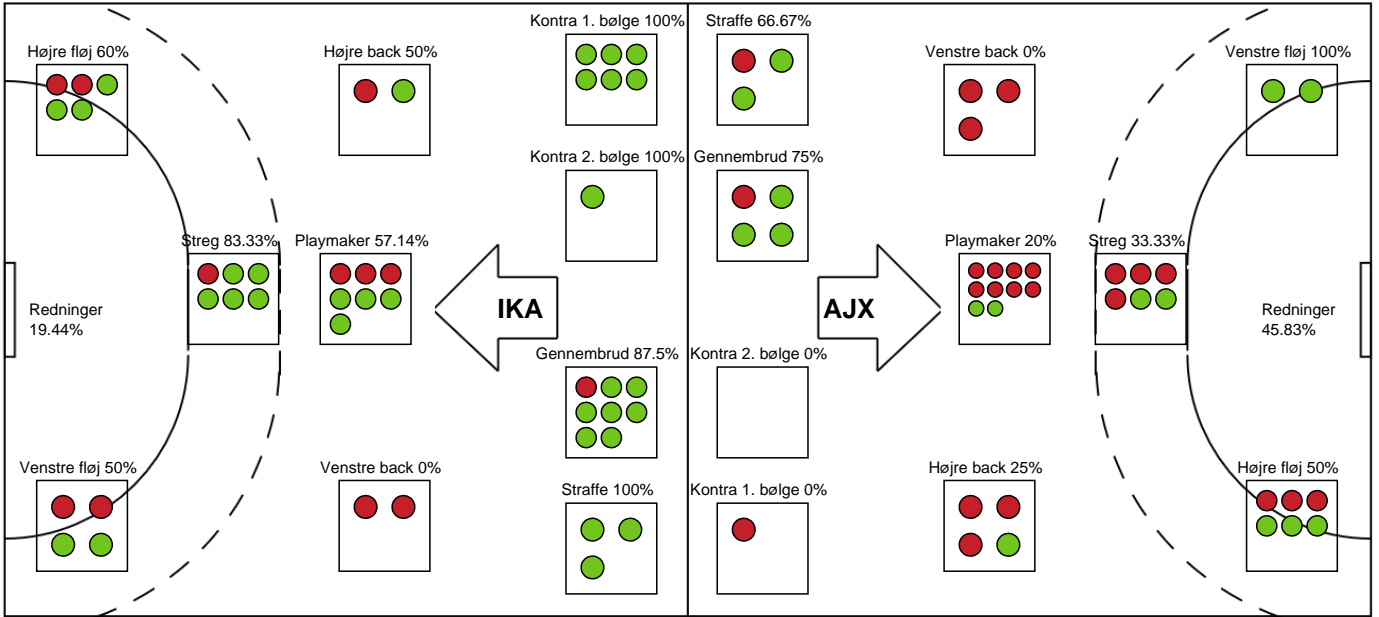 Kontra 1. bølge 100%
Straffe 66.67%
Højre fløj 60%
Højre back 50%
Venstre back 0%
Venstre fløj 100%
Kontra 2. bølge 100%
Gennembrud 75%
Streg 83.33%
Playmaker 57.14%
Playmaker 20%
Streg 33.33%
Redninger
19.44%
IKA
AJX
Redninger
45.83%
Gennembrud 87.5%
Kontra 2. bølge 0%
Venstre fløj 50%
Venstre back 0%
Højre back 25%
Højre fløj 50%
Straffe 100%
Kontra 1. bølge 0%